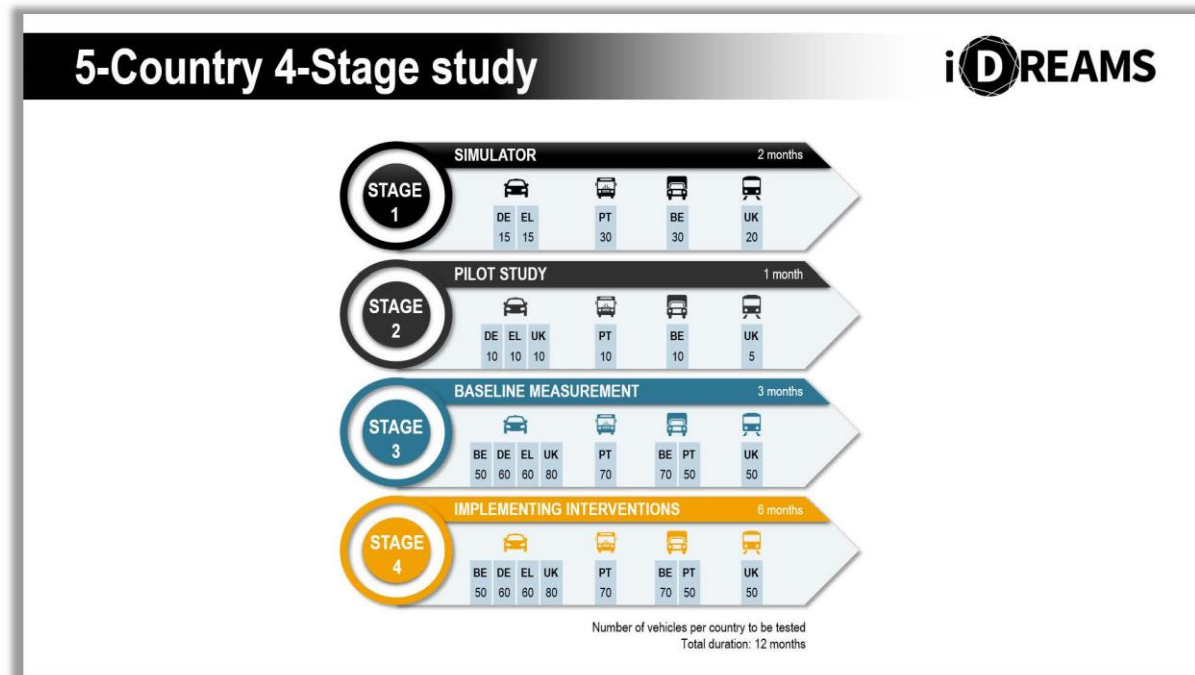 5-Country 4-Stage study
iDREAMS
STAGE 1
SIMULATOR 2 months
DE EL PT BE UK
15 15 30 30 20
STAGE 2
PILOT STUDY 1 month
DE EL UK PT BE UK
10 10 10 10 10 5
STAGE 3
BASELINE MEASUREMENT 3 months
BE DE EL UK PT BE PT UK
50 60 60 80 70 70 50 50
STAGE 4
IMPLEMENTING INTERVENTIONS 6 months
BE DE EL UK PT BE PT UK
50 60 60 80 70 70 50 50
Number of vehicles per country to be tested
Total duration: 12 months